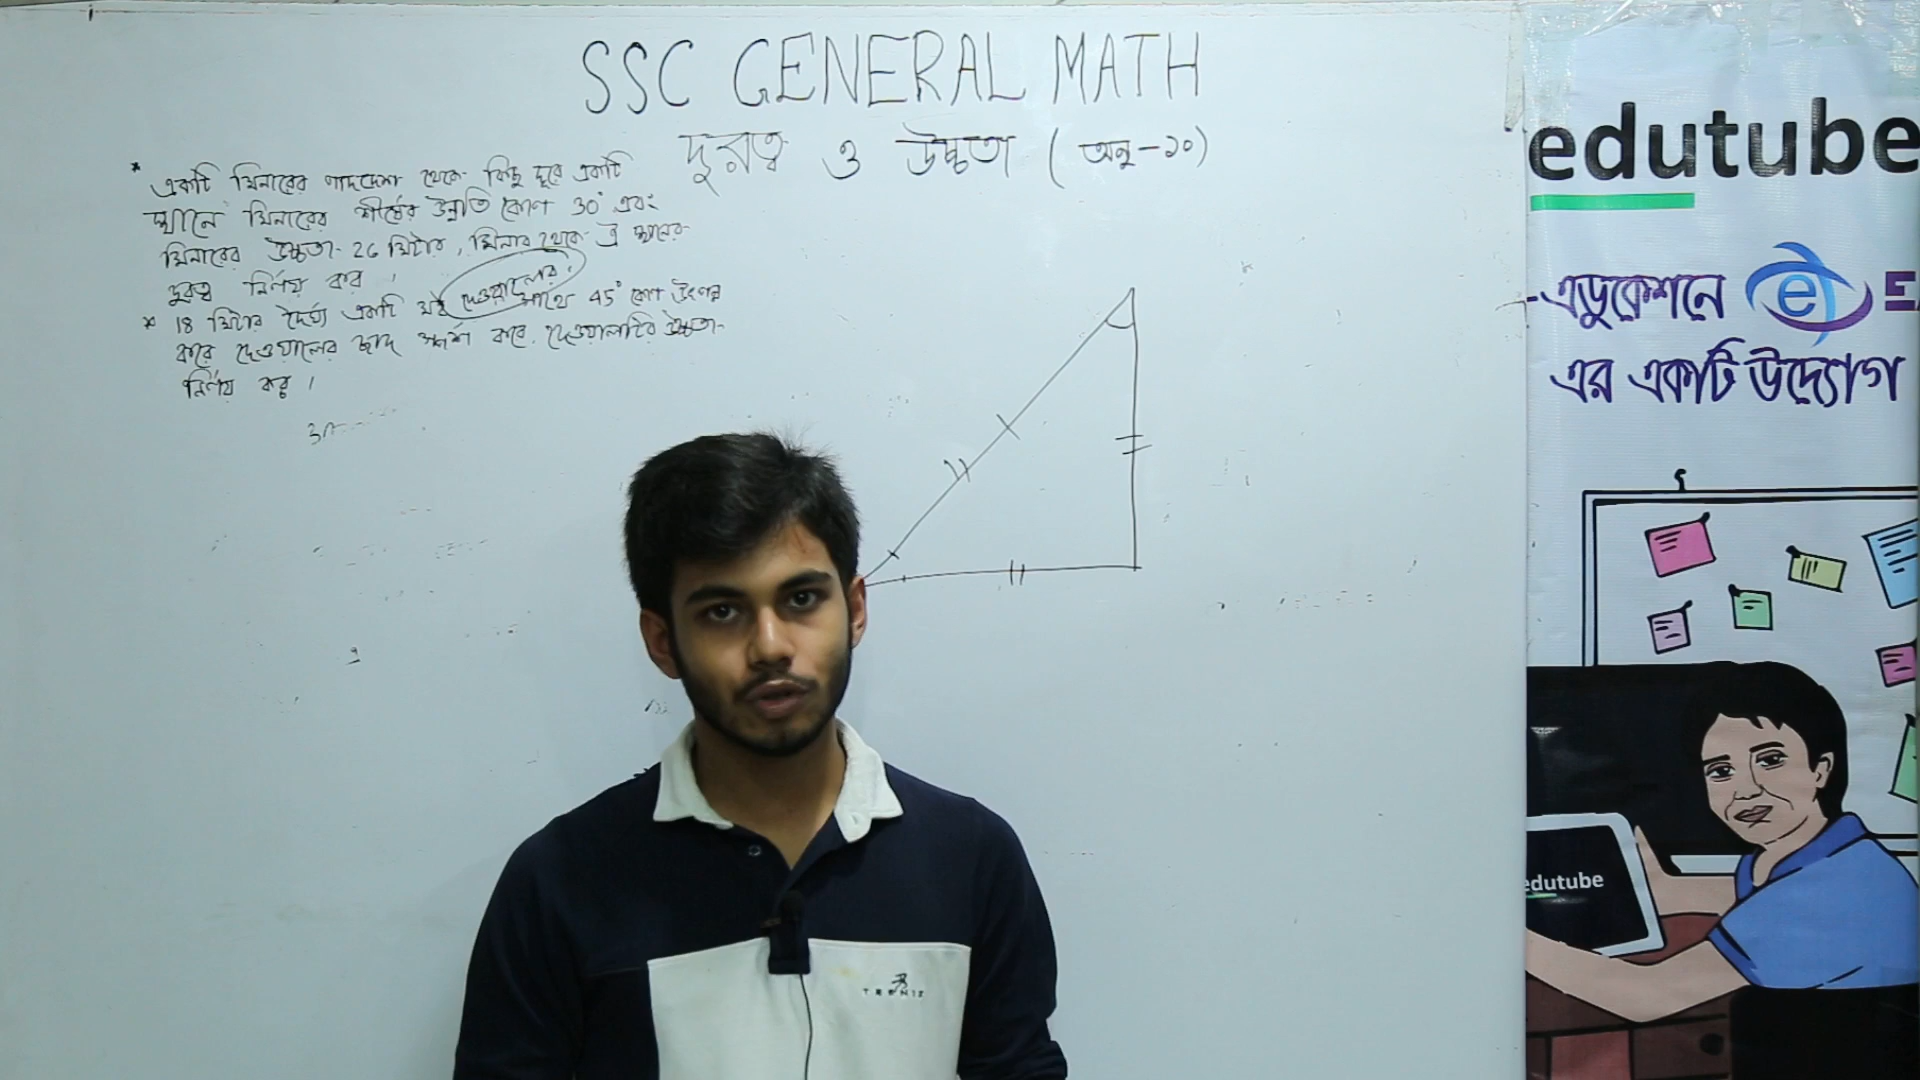 SSC GENERAL MATH
দূরত্ব ও উচ্চতা (অনু-১০)
* একটি মিনারের পাদদেশ থেকে কিছু দূরে একটি
স্থানে মিনারের শীর্ষের উন্নতি কোণ 30° এবং
মিনারের উচ্চতা 26 মিটার, মিনার থেকে ঐ স্থানের
দূরত্ব নির্ণয় কর।
* 18 মিটার দৈর্ঘ্য একটি মই দেওয়ালের সাথে 45° কোণ উৎপন্ন
করে দেওয়ালের ছাদ স্পর্শ করে, দেওয়ালটির উচ্চতা
নির্ণয় কর।
edutube
এডুকেশনে e
এর একটি উদ্যোগ
edutube